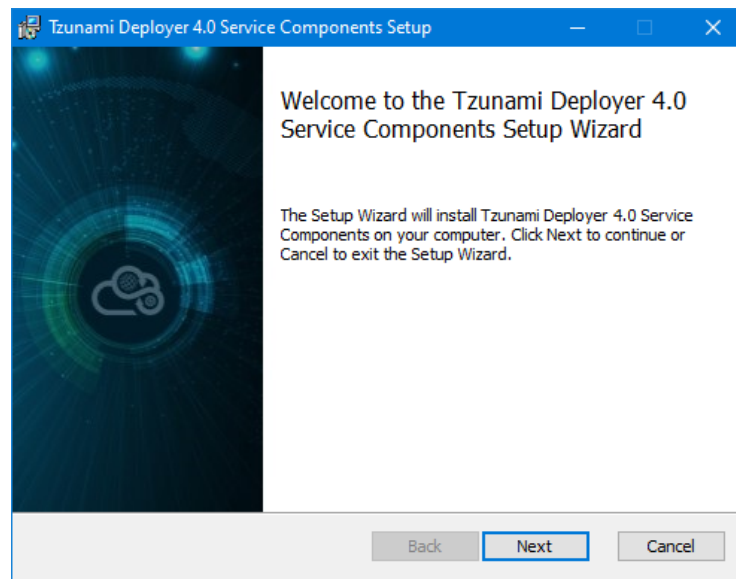 Tzunami Deployer 4.0 Service Components Setup
Welcome to the Tzunami Deployer 4.0
Service Components Setup Wizard
The Setup Wizard will install Tzunami Deployer 4.0 Service
Components on your computer. Click Next to continue or
Cancel to exit the Setup Wizard.
Back
Next
Cancel